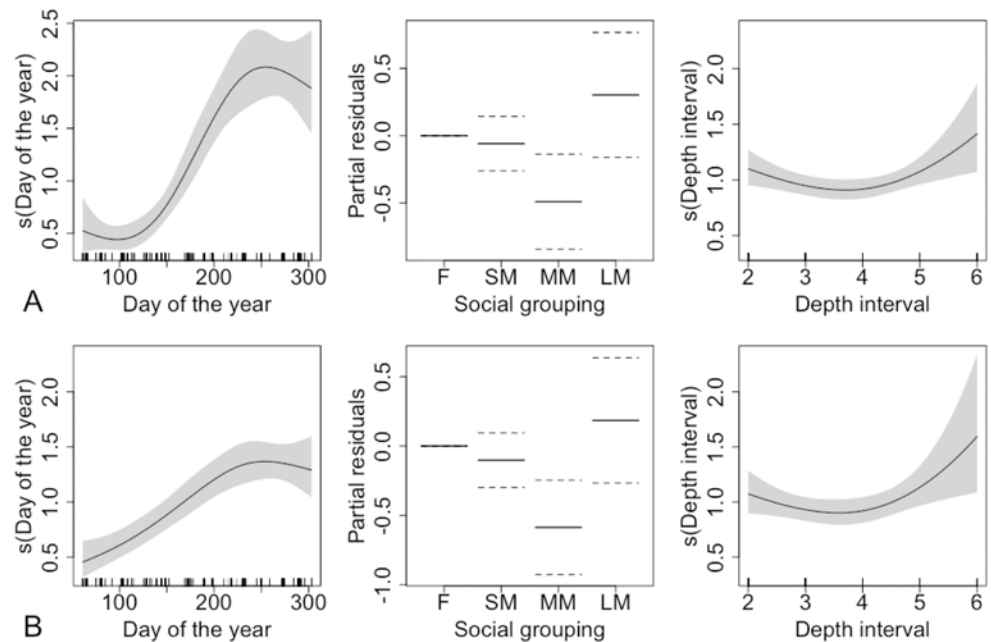 s(Day of the year)
2.5
2.0
1.5
1.0
0.5
100
200
300
Day of the year
A
Partial residuals
0.5
0.0
-0.5
F SM MM LM
Social grouping
s(Depth interval)
2.0
1.5
1.0
0.5
2 3 4 5 6
Depth interval
s(Day of the year)
2.0
1.5
1.0
0.5
100
200
300
Day of the year
B
Partial residuals
0.5
0.0
-0.5
-1.0
F SM MM LM
Social grouping
s(Depth interval)
2.0
1.5
1.0
0.5
2 3 4 5 6
Depth interval